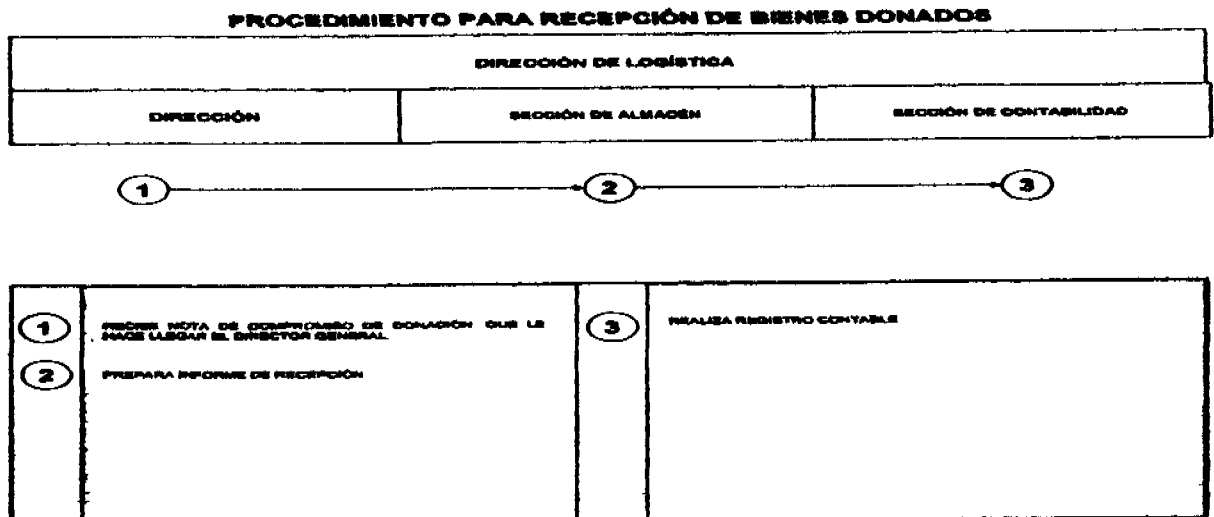 PROCEDIMIENTO PARA RECEPCIÓN DE BIENES DONADOS
DIRECCIÓN DE LOGÍSTICA
DIRECCIÓN
SECCIÓN DE ALMACÉN
SECCIÓN DE CONTABILIDAD
1
2
3
1
RECIBE NOTA DE COMPROMISO DE DONACIÓN QUE LE
HACE LLEGAR EL DIRECTOR GENERAL
2
PREPARA INFORME DE RECEPCIÓN
3
REALIZA REGISTRO CONTABLE